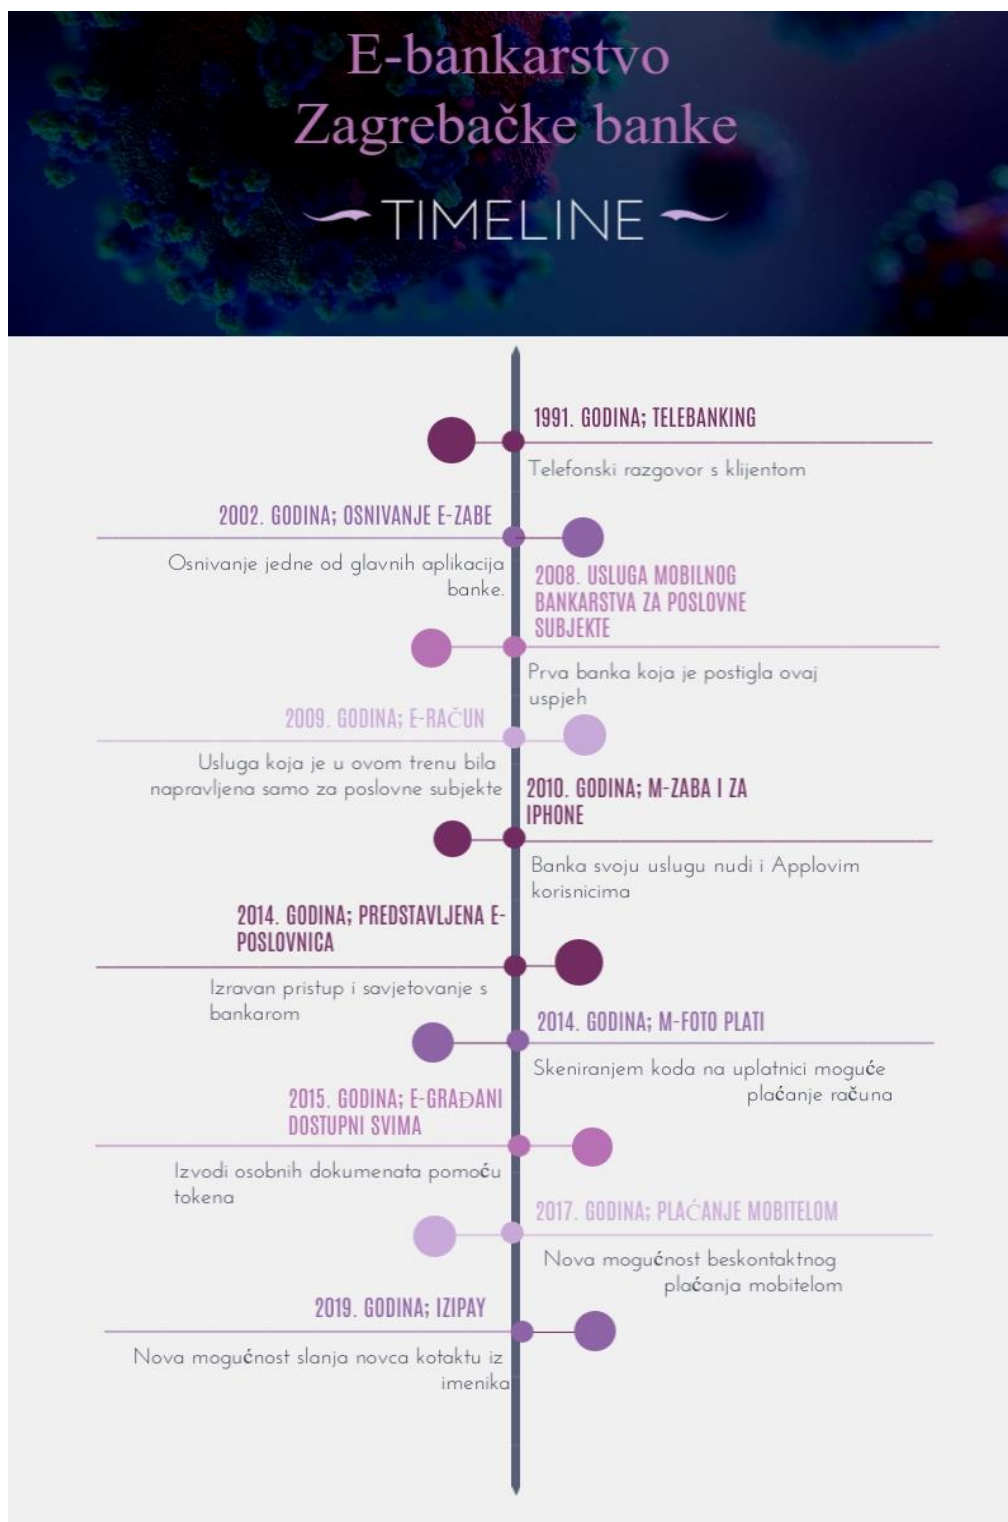 E-bankarstvo
Zagrebačke banke
TIMELINE
1991. GODINA; TELEBANKING
Telefonski razgovor s klijentom
2002. GODINA; OSNIVANJE E-ZABE
Osnivanje jedne od glavnih aplikacija
banke.
2008. USLUGA MOBILNOG
BANKARSTVA ZA POSLOVNE
SUBJEKTE
Prva banka koja je postigla ovaj
uspjeh
2009. GODINA; E-RAČUN
Usluga koja je u ovom trenu bila
napravljena samo za poslovne subjekte
2010. GODINA; M-ZABA I ZA
IPHONE
Banka svoju uslugu nudi i Applovim
korisnicima
2014. GODINA; PREDSTAVLJENA E-
POSLOVNICA
Izravan pristup i savjetovanje s
bankarom
2014. GODINA; M-FOTO PLATI
Skeniranjem koda na uplatnici moguće
plaćanje računa
2015. GODINA; E-GRAĐANI
DOSTUPNI SVIMA
Izvodi osobnih dokumenata pomoću
tokena
2017. GODINA; PLAĆANJE MOBITELOM
Nova mogućnost beskontaktnog
plaćanja mobitelom
2019. GODINA; IZIPAY
Nova mogućnost slanja novca kotaktu iz
imenika